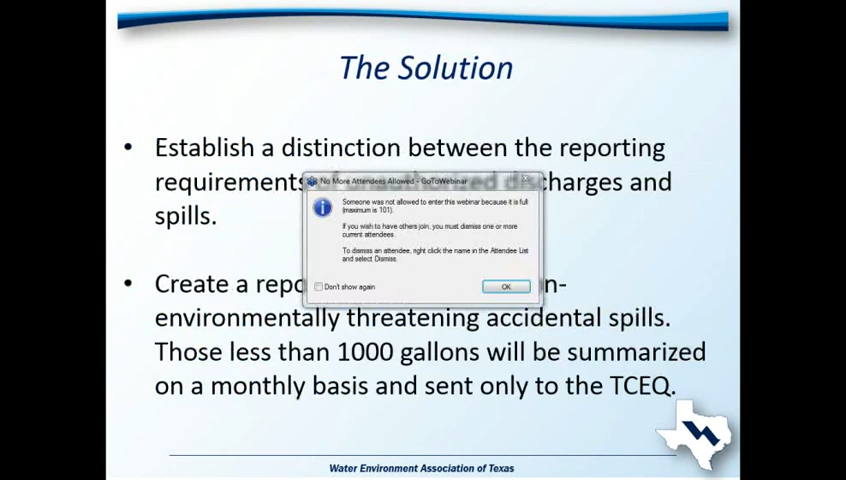 The Solution
• Establish a distinction between the reporting
requirements of unauthorized discharges and
spills.
No More Attendees Allowed - GoToWebinar
Someone was not allowed to enter this webinar because it is full
(maximum is 101).
If you wish to have others join, you must dismiss one or more
current attendees.
To dismiss an attendee, right click the name in the Attendee List
and select Dismiss.
Don't show again
OK
• Create a repo n-
environmentally threatening accidental spills.
Those less than 1000 gallons will be summarized
on a monthly basis and sent only to the TCEQ.
Water Environment Association of Texas